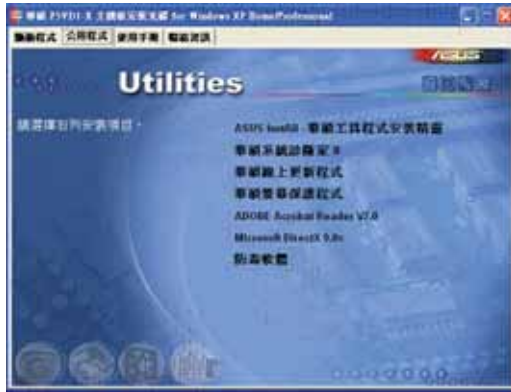 華碩 P5VD1-X 主機板安裝光碟 for Windows XP Home/Professional
驅動程式 公用程式 使用手冊 聯絡資訊
ASUS
Utilities
請選擇右列安裝項目。
ASUS InstAll - 華碩工具程式安裝精靈
華碩系統診斷家 II
華碩線上更新程式
華碩螢幕保護程式
ADOBE Acrobat Reader V7.0
Microsoft DirectX 9.0c
防毒軟體